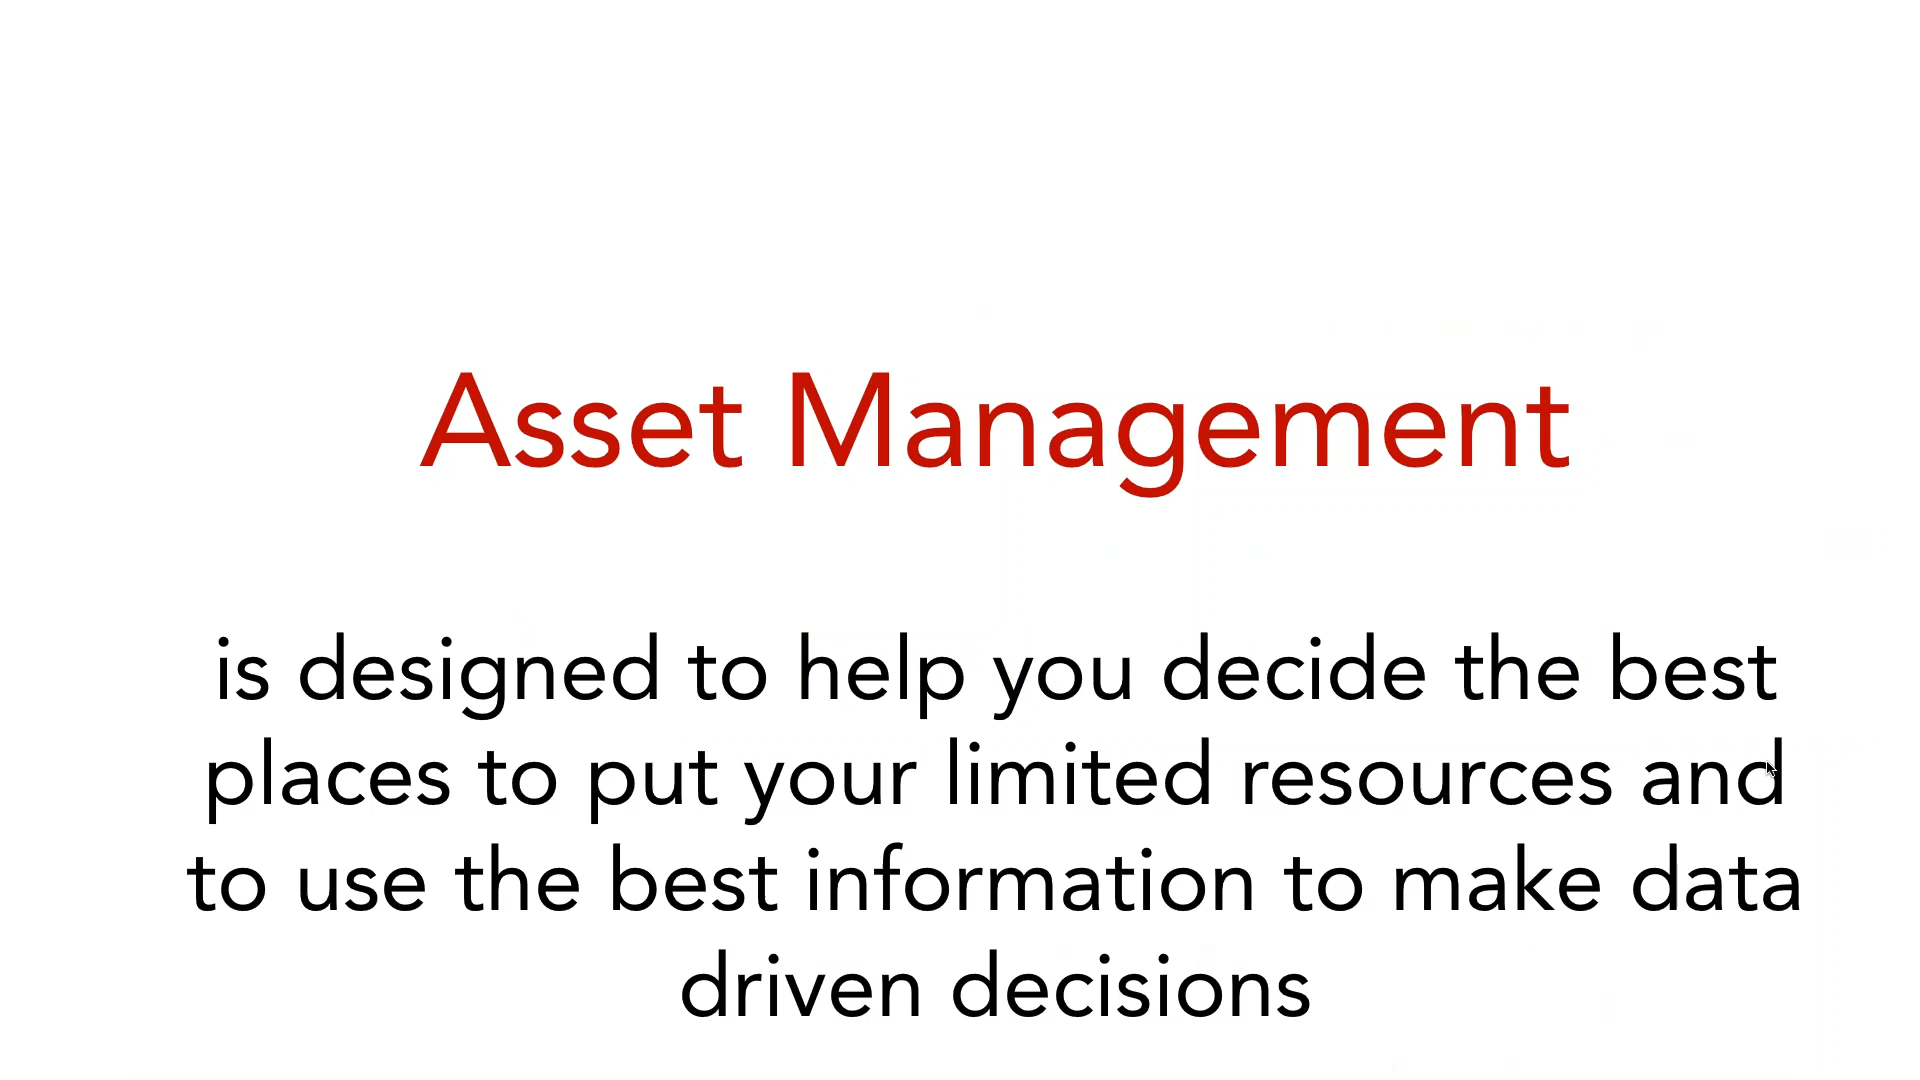 Asset Management
is designed to help you decide the best
places to put your limited resources and
to use the best information to make data
driven decisions